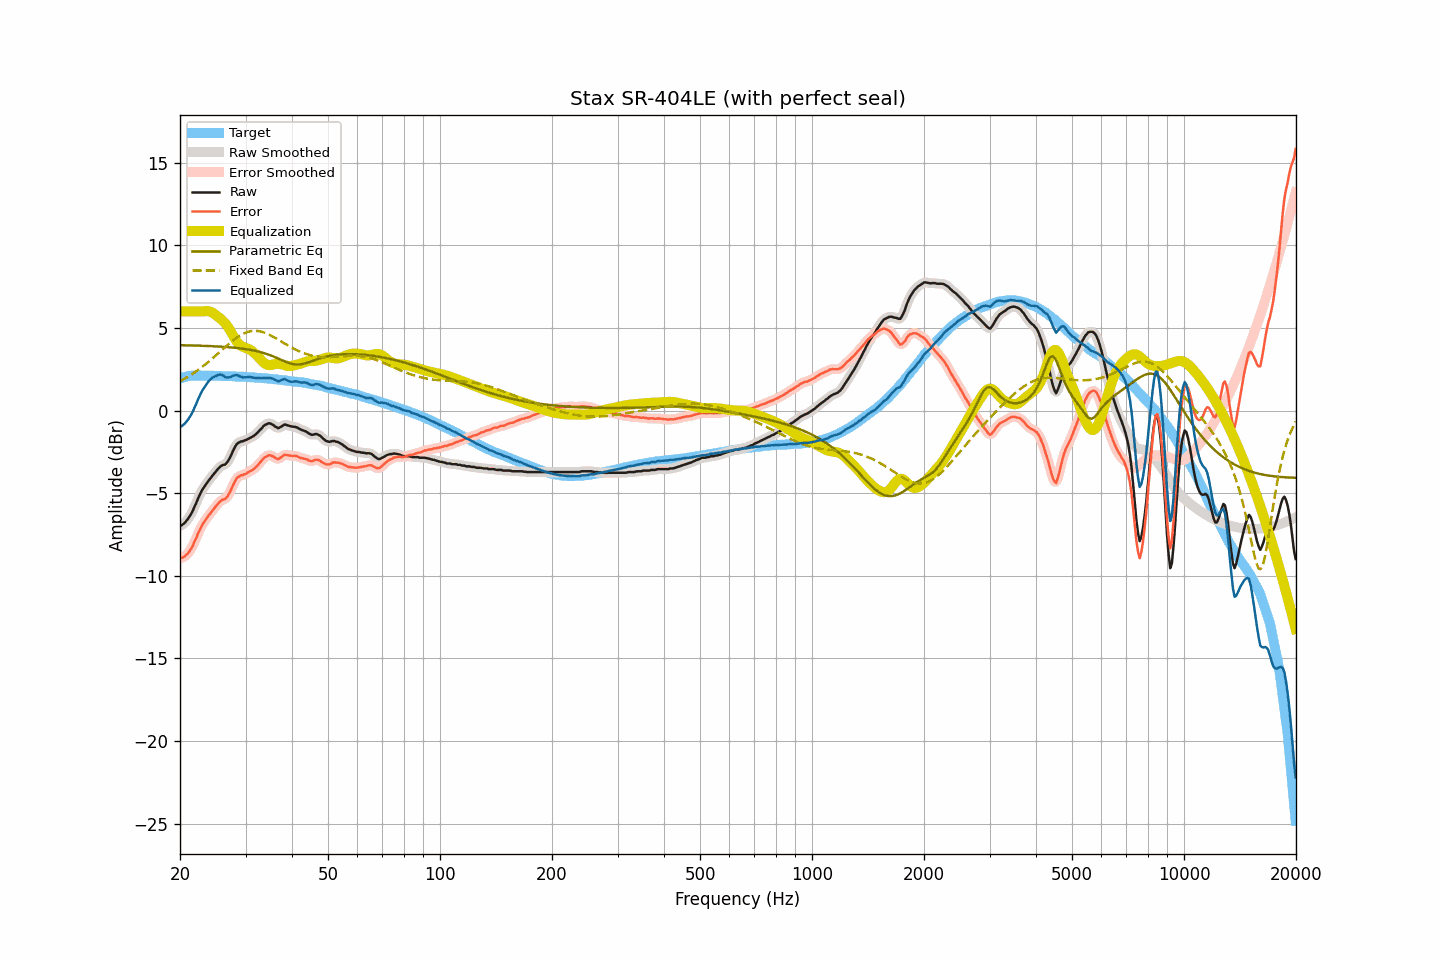 Stax SR-404LE (with perfect seal)
Target
Raw Smoothed
Error Smoothed
Raw
Error
Equalization
Parametric Eq
Fixed Band Eq
Equalized
Amplitude (dBr)
15
10
5
0
−5
−10
−15
−20
−25
20 50 100 200 500 1000 2000 5000 10000 20000
Frequency (Hz)